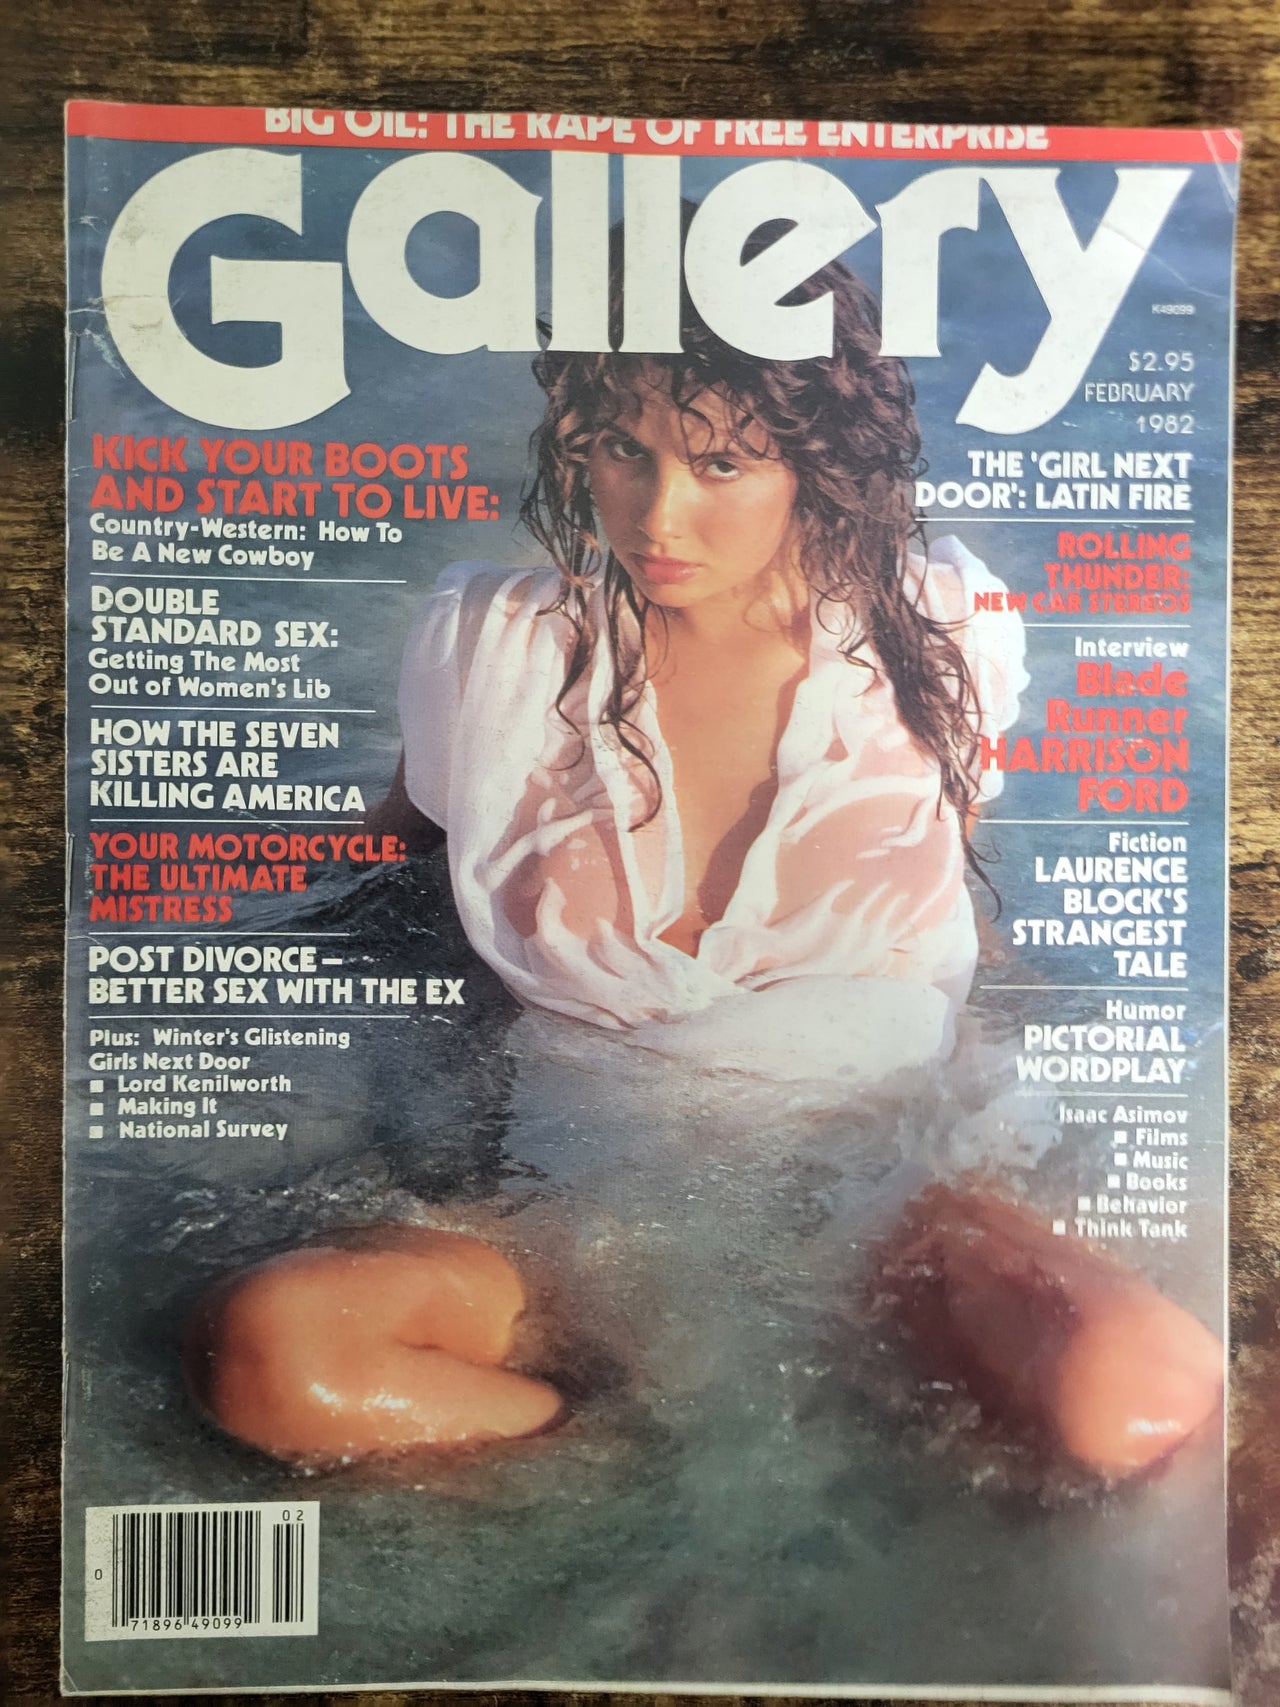 BIG OIL: THE RAPE OF FREE ENTERPRISE
Gallery
K49099
$2.95
FEBRUARY
1982
KICK YOUR BOOTS
AND START TO LIVE:
Country-Western: How To
Be A New Cowboy
DOUBLE
STANDARD SEX:
Getting The Most
Out of Women's Lib
HOW THE SEVEN
SISTERS ARE
KILLING AMERICA
YOUR MOTORCYCLE:
THE ULTIMATE
MISTRESS
POST DIVORCE—
BETTER SEX WITH THE EX
Plus: Winter's Glistening
Girls Next Door
■ Lord Kenilworth
■ Making It
■ National Survey
THE 'GIRL NEXT
DOOR': LATIN FIRE
ROLLING
THUNDER:
NEW CAR STEREOS
Interview
Blade
Runner
HARRISON
FORD
Fiction
LAURENCE
BLOCK'S
STRANGEST
TALE
Humor
PICTORIAL
WORDPLAY
Isaac Asimov
■ Films
■ Music
■ Books
■ Behavior
■ Think Tank
02
0
71896 49099